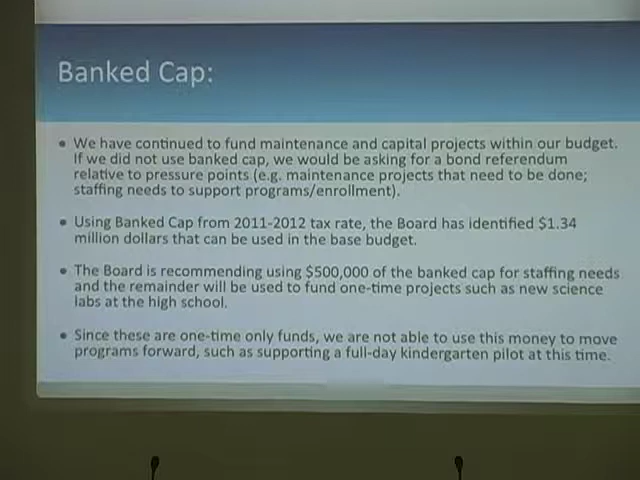 Banked Cap:
• We have continued to fund maintenance and capital projects within our budget.
If we did not use banked cap, we would be asking for a bond referendum
relative to pressure points (e.g. maintenance projects that need to be done;
staffing needs to support programs/enrollment).
• Using Banked Cap from 2011-2012 tax rate, the Board has identified $1.34
million dollars that can be used in the base budget.
• The Board is recommending using $500,000 of the banked cap for staffing needs
and the remainder will be used to fund one-time projects such as new science
labs at the high school.
• Since these are one-time only funds, we are not able to use this money to move
programs forward, such as supporting a full-day kindergarten pilot at this time.